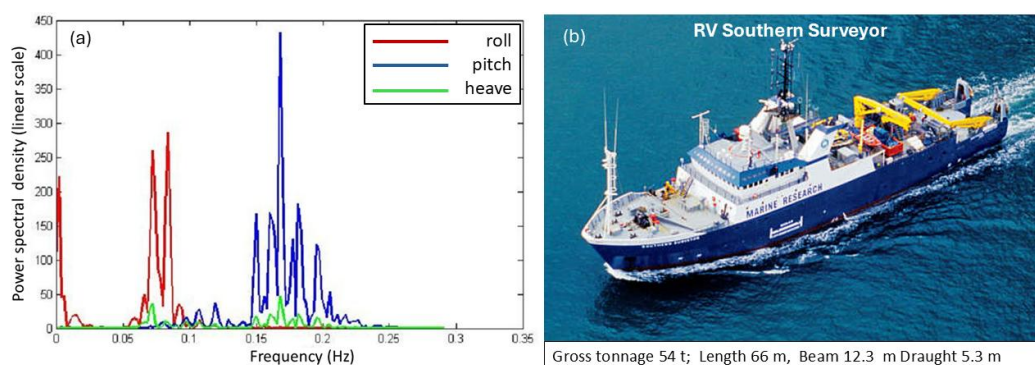 (a)
roll
pitch
heave
Power spectral density (linear scale)
450
400
350
300
250
200
150
100
50
0
0
0.05
0.1
0.15
0.2
0.25
0.3
0.35
Frequency (Hz)
(b)
RV Southern Surveyor
MARINE RESEARCH
SOUTHERN SURVEYOR
Gross tonnage 54 t; Length 66 m, Beam 12.3 m Draught 5.3 m